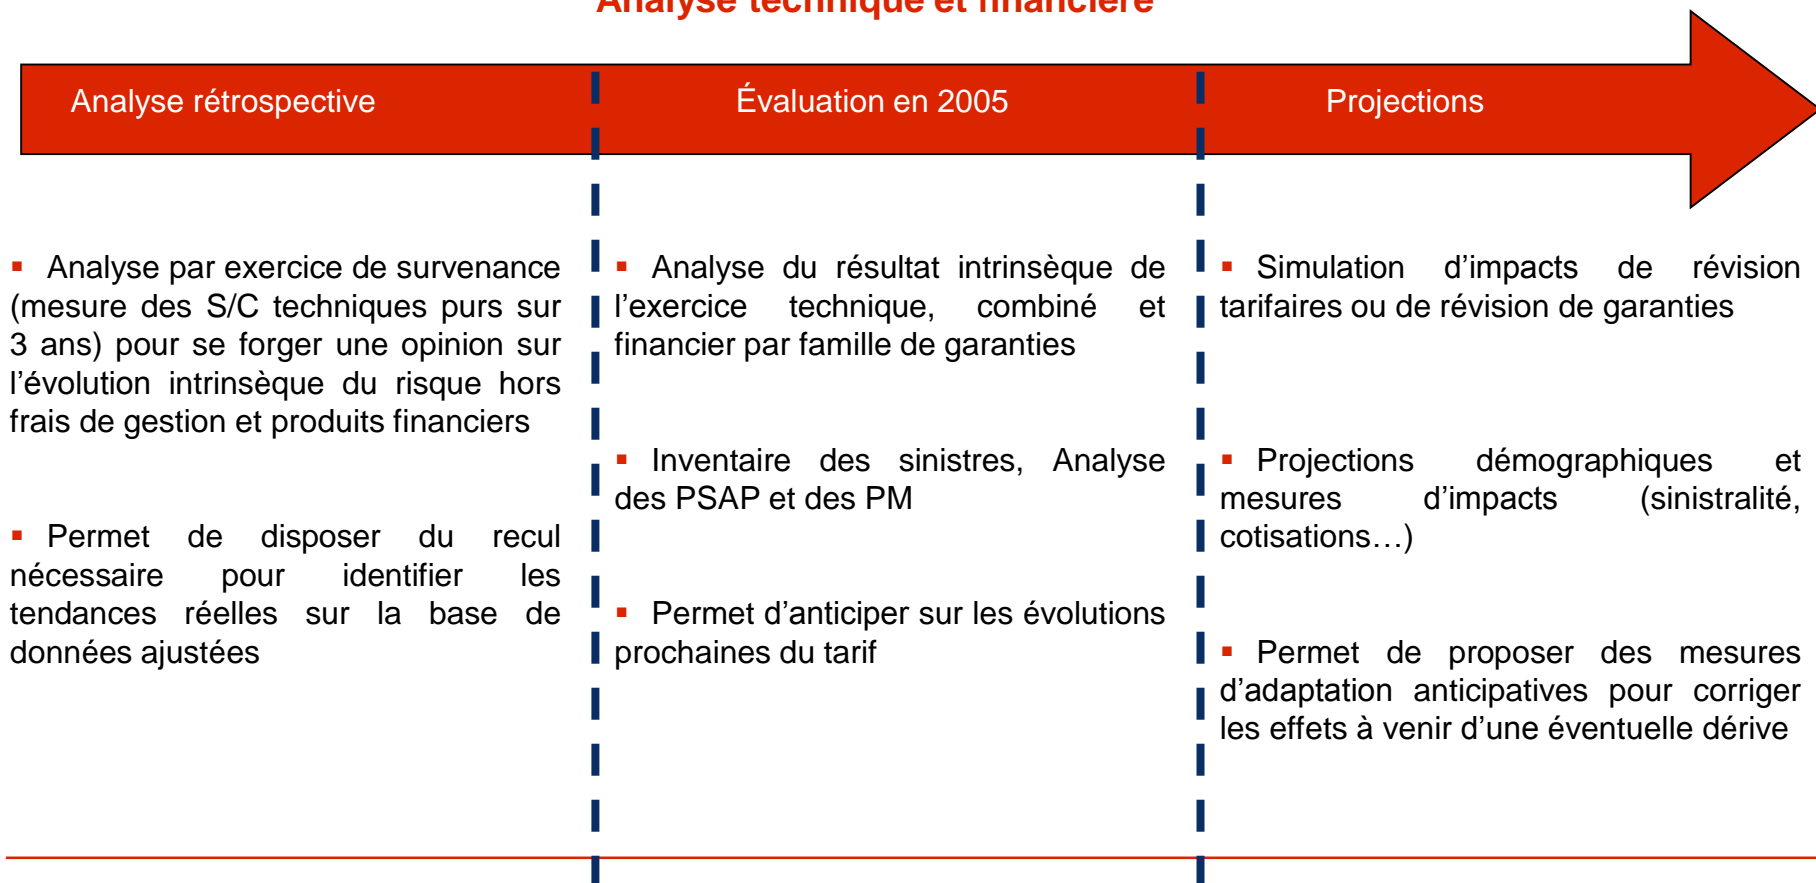 Analyse technique et financière
Analyse rétrospective
Évaluation en 2005
Projections
▪ Analyse par exercice de survenance
(mesure des S/C techniques purs sur
3 ans) pour se forger une opinion sur
l’évolution intrinsèque du risque hors
frais de gestion et produits financiers
▪ Permet de disposer du recul
nécessaire pour identifier les
tendances réelles sur la base de
données ajustées
▪ Analyse du résultat intrinsèque de
l’exercice technique, combiné et
financier par famille de garanties
▪ Inventaire des sinistres, Analyse
des PSAP et des PM
▪ Permet d’anticiper sur les évolutions
prochaines du tarif
▪ Simulation d’impacts de révision
tarifaires ou de révision de garanties
▪ Projections démographiques et
mesures d’impacts (sinistralité,
cotisations…)
▪ Permet de proposer des mesures
d’adaptation anticipatives pour corriger
les effets à venir d’une éventuelle dérive